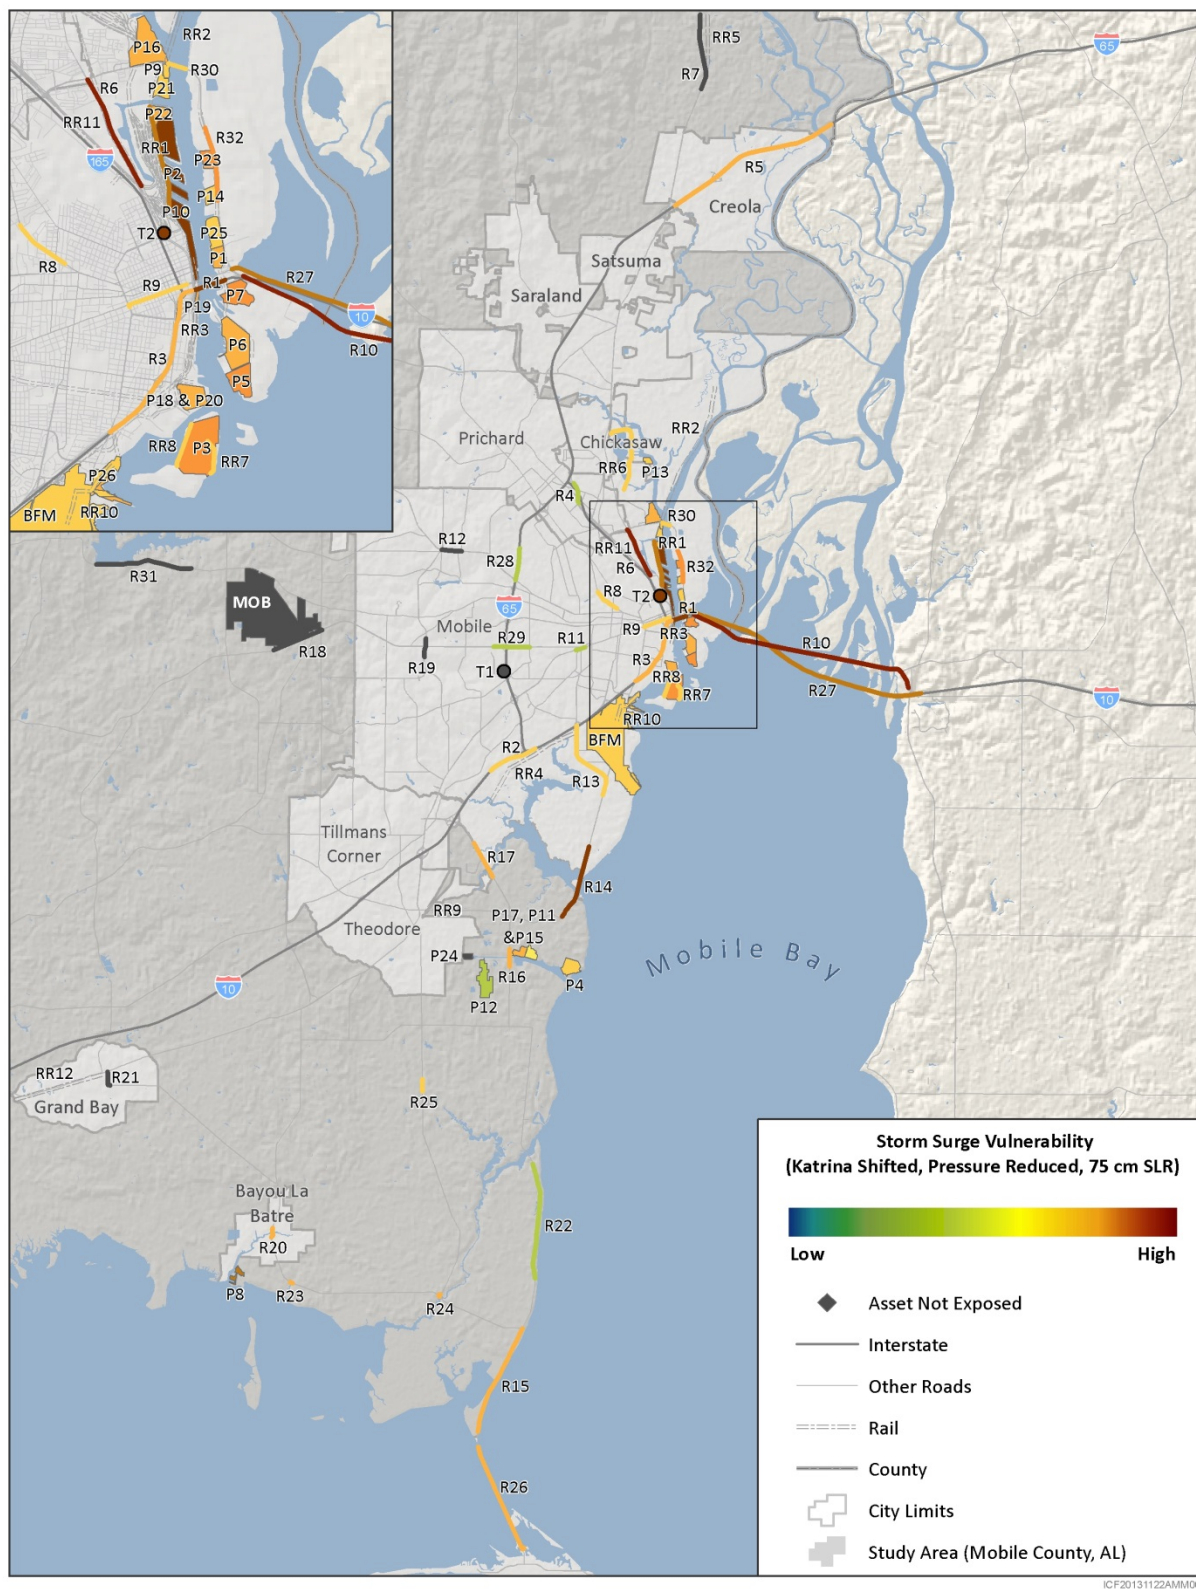 P16
RR2
P9
R30
R6
P21
RR11
P22
R32
RR1
165
P23
P2
P14
P10
T2
P25
P1
R8
R27
R9
R1
P7
P19
10
RR3
R10
R3
P6
P5
P18 & P20
RR8
P3
RR7
P26
RR10
BFM
RR5
65
R7
R5
Creola
Satsuma
Saraland
RR2
Prichard
Chickasaw
RR6
P13
R4
R30
R12
RR11
RR1
R28
R6
R32
R31
MOB
R8
T2
65
R1
Mobile
R9
RR3
R29
R11
R10
R18
R19
R3
T1
RR8
R27
RR7
10
RR10
R2
BFM
RR4
R13
Tillmans
Corner
R17
R14
RR9
P17, P11
Theodore
&P15
P24
R16
P4
Mobile Bay
10
P12
RR12
R21
R25
Grand Bay
Bayou La
Batre
R22
R20
P8
R23
R24
R15
R26
Storm Surge Vulnerability
(Katrina Shifted, Pressure Reduced, 75 cm SLR)
Low High
Asset Not Exposed
Interstate
Other Roads
Rail
County
City Limits
Study Area (Mobile County, AL)